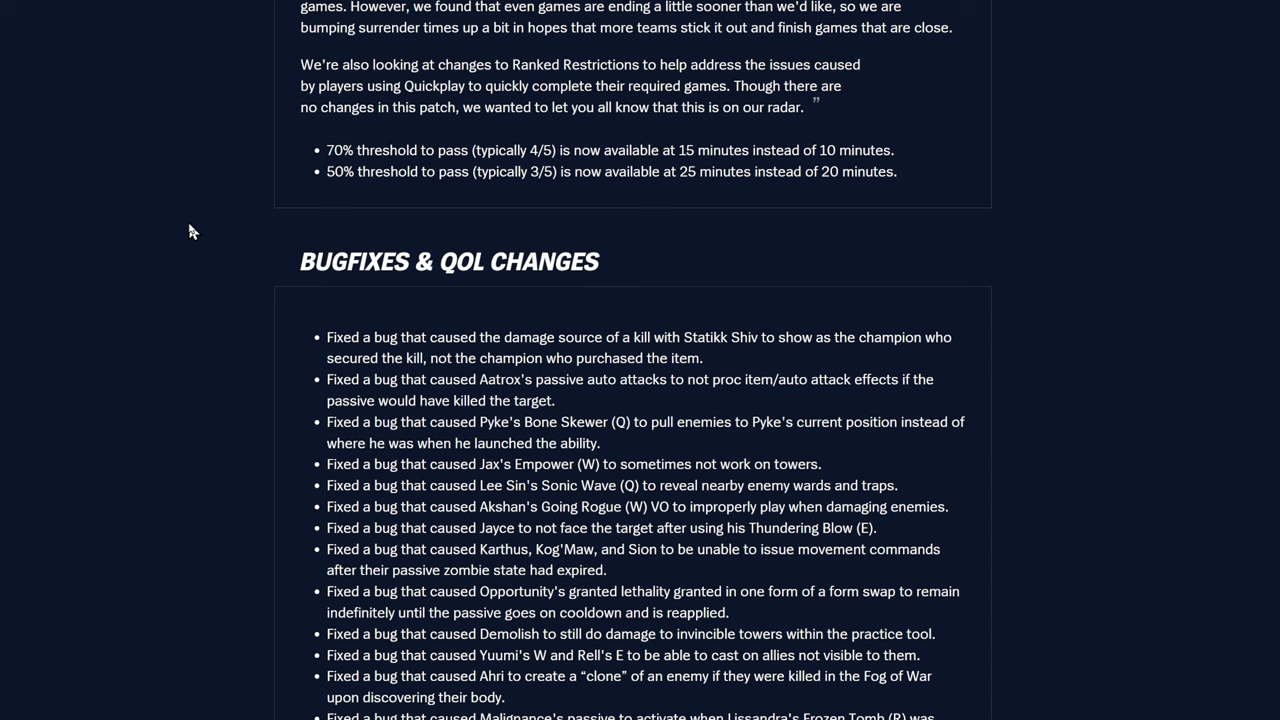 games. However, we found that even games are ending a little sooner than we'd like, so we are
bumping surrender times up a bit in hopes that more teams stick it out and finish games that are close.
We're also looking at changes to Ranked Restrictions to help address the issues caused
by players using Quickplay to quickly complete their required games. Though there are
no changes in this patch, we wanted to let you all know that this is on our radar. ”
• 70% threshold to pass (typically 4/5) is now available at 15 minutes instead of 10 minutes.
• 50% threshold to pass (typically 3/5) is now available at 25 minutes instead of 20 minutes.
BUGFIXES & QOL CHANGES
• Fixed a bug that caused the damage source of a kill with Statikk Shiv to show as the champion who
secured the kill, not the champion who purchased the item.
• Fixed a bug that caused Aatrox's passive auto attacks to not proc item/auto attack effects if the
passive would have killed the target.
• Fixed a bug that caused Pyke's Bone Skewer (Q) to pull enemies to Pyke's current position instead of
where he was when he launched the ability.
• Fixed a bug that caused Jax's Empower (W) to sometimes not work on towers.
• Fixed a bug that caused Lee Sin's Sonic Wave (Q) to reveal nearby enemy wards and traps.
• Fixed a bug that caused Akshan's Going Rogue (W) VO to improperly play when damaging enemies.
• Fixed a bug that caused Jayce to not face the target after using his Thundering Blow (E).
• Fixed a bug that caused Karthus, Kog'Maw, and Sion to be unable to issue movement commands
after their passive zombie state had expired.
• Fixed a bug that caused Opportunity's granted lethality granted in one form of a form swap to remain
indefinitely until the passive goes on cooldown and is reapplied.
• Fixed a bug that caused Demolish to still do damage to invincible towers within the practice tool.
• Fixed a bug that caused Yuumi's W and Rell's E to be able to cast on allies not visible to them.
• Fixed a bug that caused Ahri to create a “clone” of an enemy if they were killed in the Fog of War
upon discovering their body.
• Fixed a bug that caused Malignance's passive to activate when Lissandra's Frozen Tomb (R) was